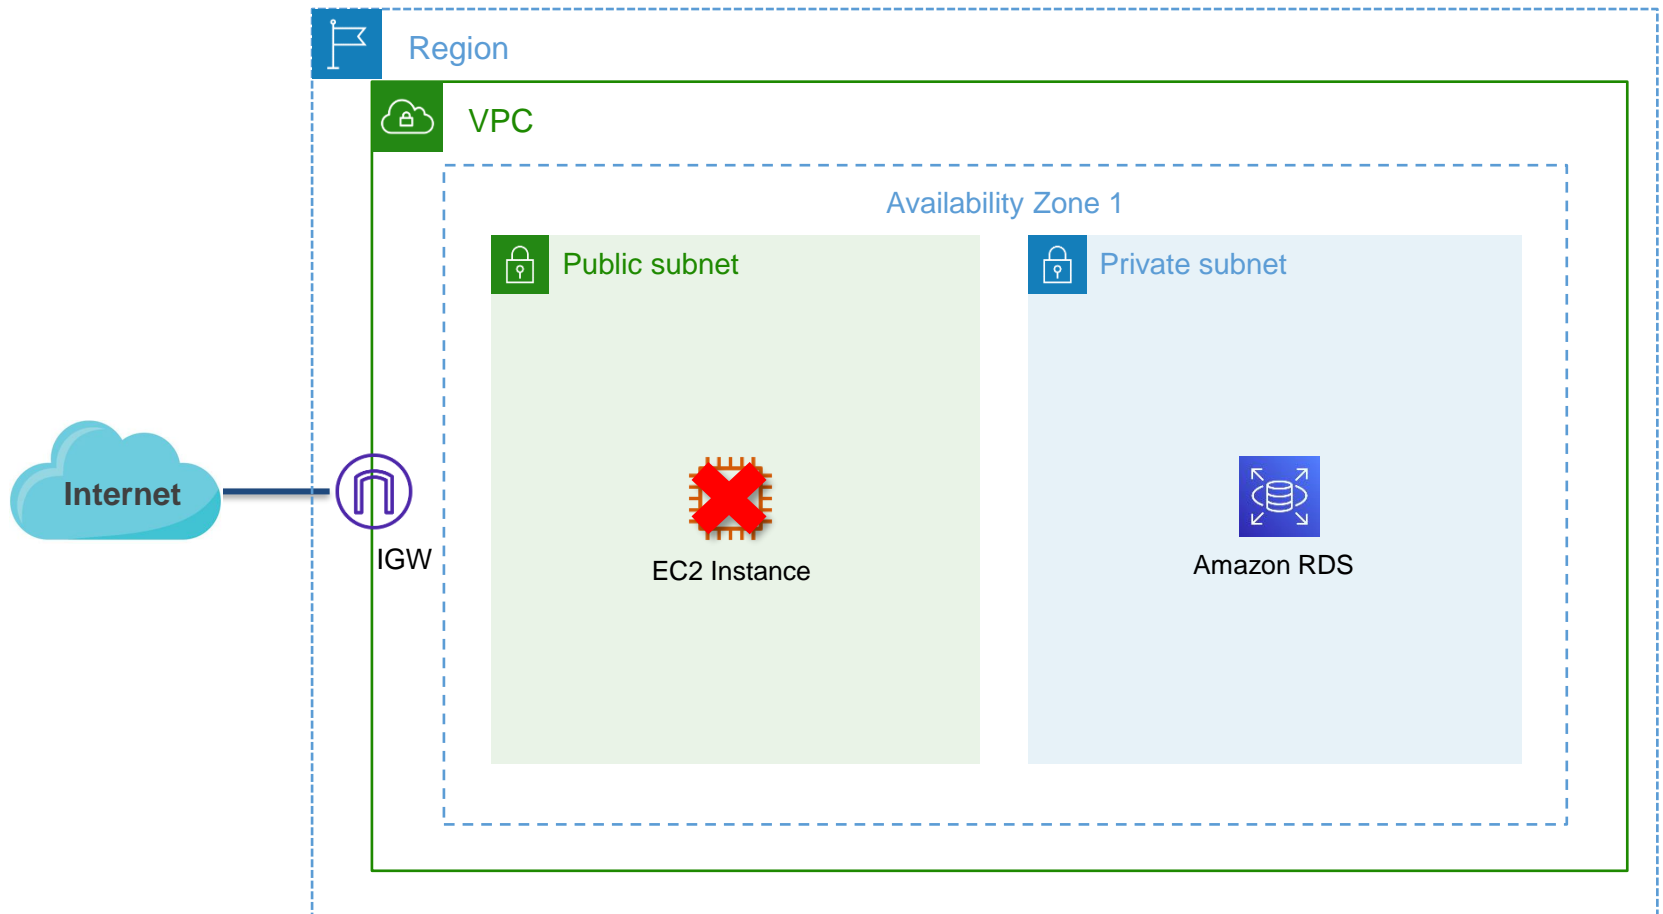 Region
VPC
Availability Zone 1
Public subnet
Private subnet
Internet
IGW
EC2 Instance
Amazon RDS